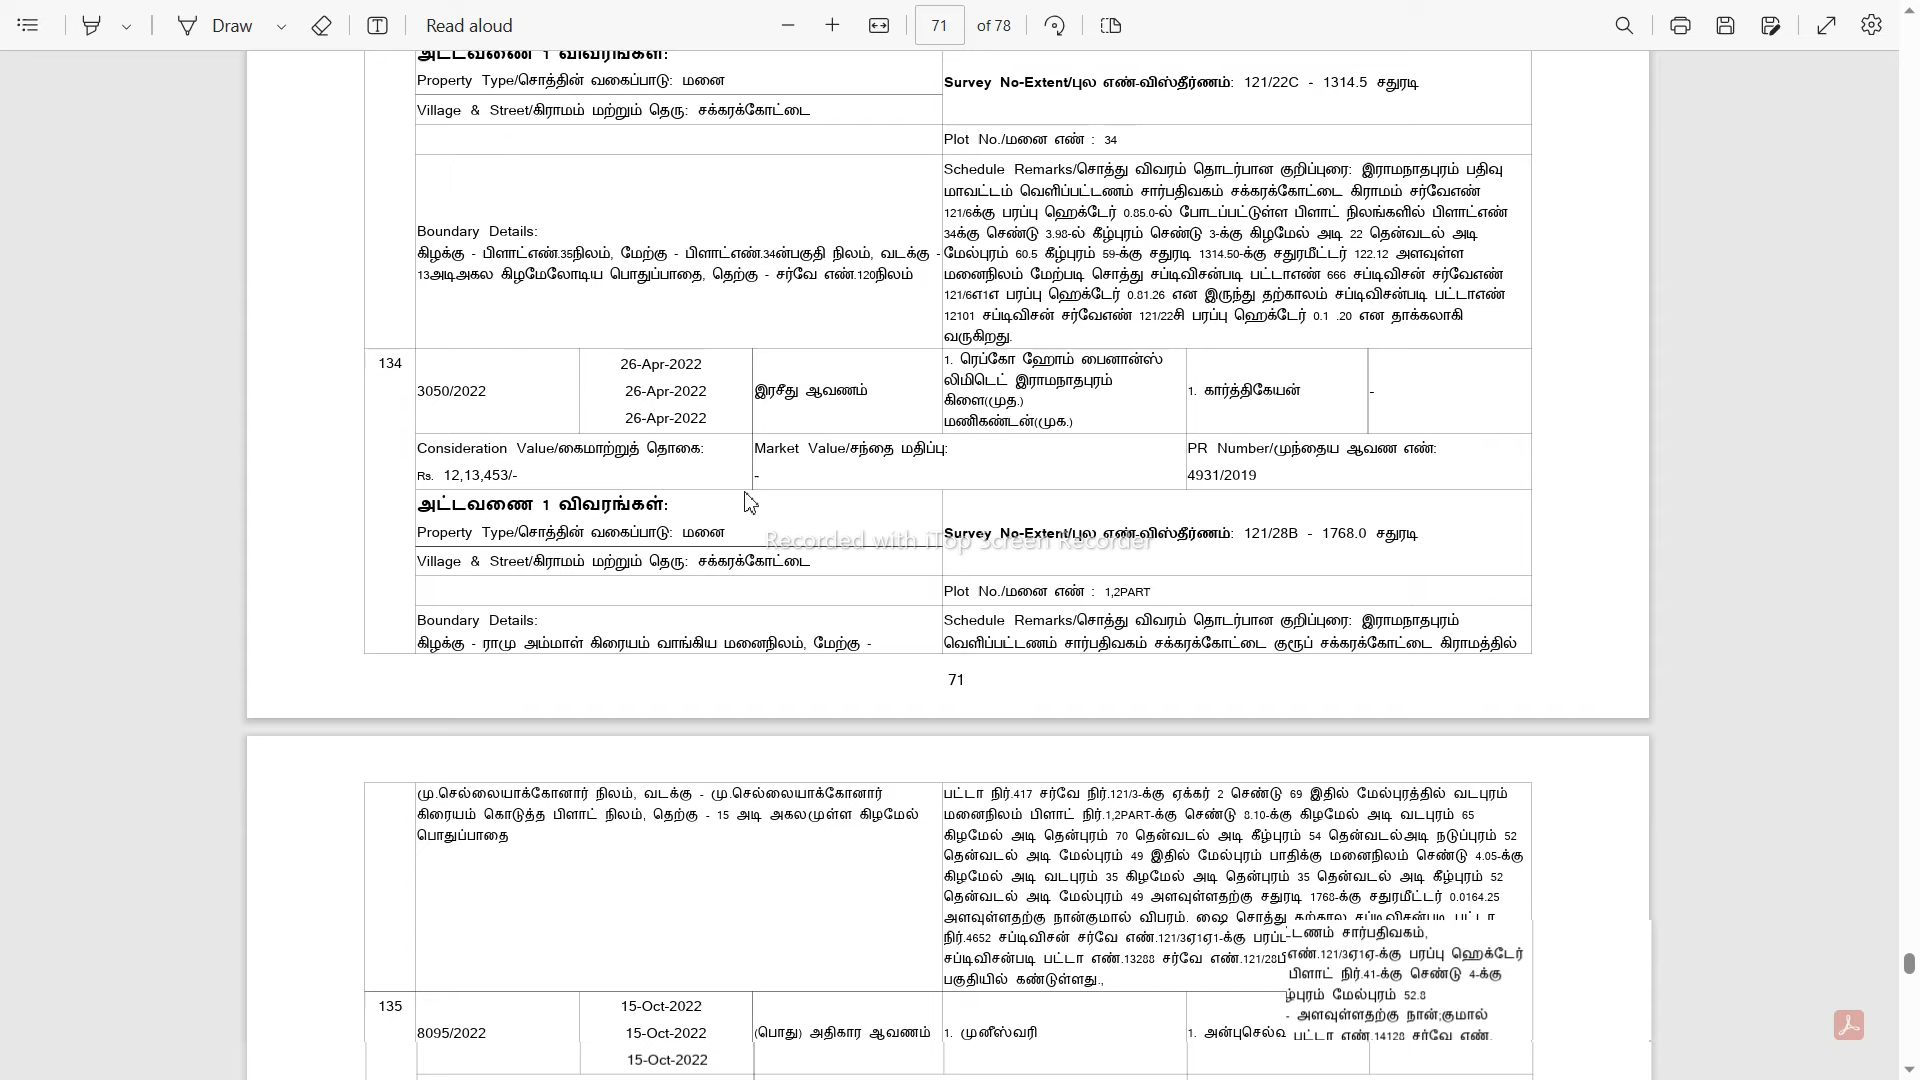 Draw
Read aloud
71 of 78
அட்டவணை 1 விவரங்கள்:
Property Type/சொத்தின் வகைப்பாடு: மனை
Survey No-Extent/புல எண்-விஸ்தீர்ணம்: 121/22C - 1314.5 சதுரடி
Village & Street/கிராமம் மற்றும் தெரு: சக்கரக்கோட்டை
Plot No./மனை எண் : 34
Boundary Details:
கிழக்கு - பிளாட்எண்.35நிலம், மேற்கு - பிளாட்எண்.34ன்பகுதி நிலம், வடக்கு -
13அடிஅகல கிழமேலோடிய பொதுப்பாதை, தெற்கு - சர்வே எண்.120நிலம்
Schedule Remarks/சொத்து விவரம் தொடர்பான குறிப்புரை: இராமநாதபுரம் பதிவு
மாவட்டம் வெளிப்பட்டணம் சார்பதிவகம் சக்கரக்கோட்டை கிராமம் சர்வேஎண்
121/6க்கு பரப்பு ஹெக்டேர் 0.85.0-ல் போடப்பட்டுள்ள பிளாட் நிலங்களில் பிளாட்எண்
34க்கு செண்டு 3.98-ல் கீழ்புரம் செண்டு 3-க்கு கிழமேல் அடி 22 தென்வடல் அடி
மேல்புரம் 60.5 கீழ்புரம் 59-க்கு சதுரடி 1314.50-க்கு சதுரமீட்டர் 122.12 அளவுள்ள
மனைநிலம் மேற்படி சொத்து சப்டிவிசன்படி பட்டாஎண் 666 சப்டிவிசன் சர்வேஎண்
121/6எ1எ பரப்பு ஹெக்டேர் 0.81.26 என இருந்து தற்காலம் சப்டிவிசன்படி பட்டாஎண்
12101 சப்டிவிசன் சர்வேஎண் 121/22சி பரப்பு ஹெக்டேர் 0.1 .20 என தாக்கலாகி
வருகிறது.
134
3050/2022
26-Apr-2022
26-Apr-2022
26-Apr-2022
இரசீது ஆவணம்
1. ரெப்கோ ஹோம் பைனான்ஸ்
லிமிடெட் இராமநாதபுரம்
கிளை(முத.)
மணிகண்டன்(முக.)
1. கார்த்திகேயன்
-
Consideration Value/கைமாற்றுத் தொகை:
Rs. 12,13,453/-
Market Value/சந்தை மதிப்பு:
-
PR Number/முந்தைய ஆவண எண்:
4931/2019
அட்டவணை 1 விவரங்கள்:
Property Type/சொத்தின் வகைப்பாடு: மனை
Recorded with iTop Screen Recorder
Survey No-Extent/புல எண்-விஸ்தீர்ணம்: 121/28B - 1768.0 சதுரடி
Village & Street/கிராமம் மற்றும் தெரு: சக்கரக்கோட்டை
Plot No./மனை எண் : 1,2PART
Boundary Details:
கிழக்கு - ராமு அம்மாள் கிரையம் வாங்கிய மனைநிலம், மேற்கு -
Schedule Remarks/சொத்து விவரம் தொடர்பான குறிப்புரை: இராமநாதபுரம்
வெளிப்பட்டணம் சார்பதிவகம் சக்கரக்கோட்டை குரூப் சக்கரக்கோட்டை கிராமத்தில்
71
மு.செல்லையாக்கோனார் நிலம், வடக்கு - மு.செல்லையாக்கோனார்
கிரையம் கொடுத்த பிளாட் நிலம், தெற்கு - 15 அடி அகலமுள்ள கிழமேல்
பொதுப்பாதை
பட்டா நிர்.417 சர்வே நிர்.121/3-க்கு ஏக்கர் 2 செண்டு 69 இதில் மேல்புரத்தில் வடபுரம்
மனைநிலம் பிளாட் நிர்.1,2PART-க்கு செண்டு 8.10-க்கு கிழமேல் அடி வடபுரம் 65
கிழமேல் அடி தென்புரம் 70 தென்வடல் அடி கீழ்புரம் 54 தென்வடல்அடி நடுப்புரம் 52
தென்வடல் அடி மேல்புரம் 49 இதில் மேல்புரம் பாதிக்கு மனைநிலம் செண்டு 4.05-க்கு
கிழமேல் அடி வடபுரம் 35 கிழமேல் அடி தென்புரம் 35 தென்வடல் அடி கீழ்புரம் 52
தென்வடல் அடி மேல்புரம் 49 அளவுள்ளதற்கு சதுரடி 1768-க்கு சதுரமீட்டர் 0.0164.25
அளவுள்ளதற்கு நான்குமால் விபரம். ஷை சொத்து தற்கால சப்டிவிசன்படி பட்டா
நிர்.4652 சப்டிவிசன் சர்வே எண்.121/3ஏ1ஏ1-க்கு
சப்டிவிசன்படி பட்டா எண்.13288 சர்வே எண்.121/28பி
பகுதியில் கண்டுள்ளது.,
டணம் சார்பதிவகம்,
எண்.121/3ஏ1ஏ-க்கு பரப்பு ஹெக்டேர்
பிளாட் நிர்.41-க்கு செண்டு 4-க்கு
மேல்புரம் 52.8
- அளவுள்ளதற்கு நான்;குமால்
பட்டா எண்.14128 சர்வே எண்.
135
8095/2022
15-Oct-2022
15-Oct-2022
15-Oct-2022
(பொது) அதிகார ஆவணம்
1. முனீஸ்வரி
1. அன்புசெல்வ